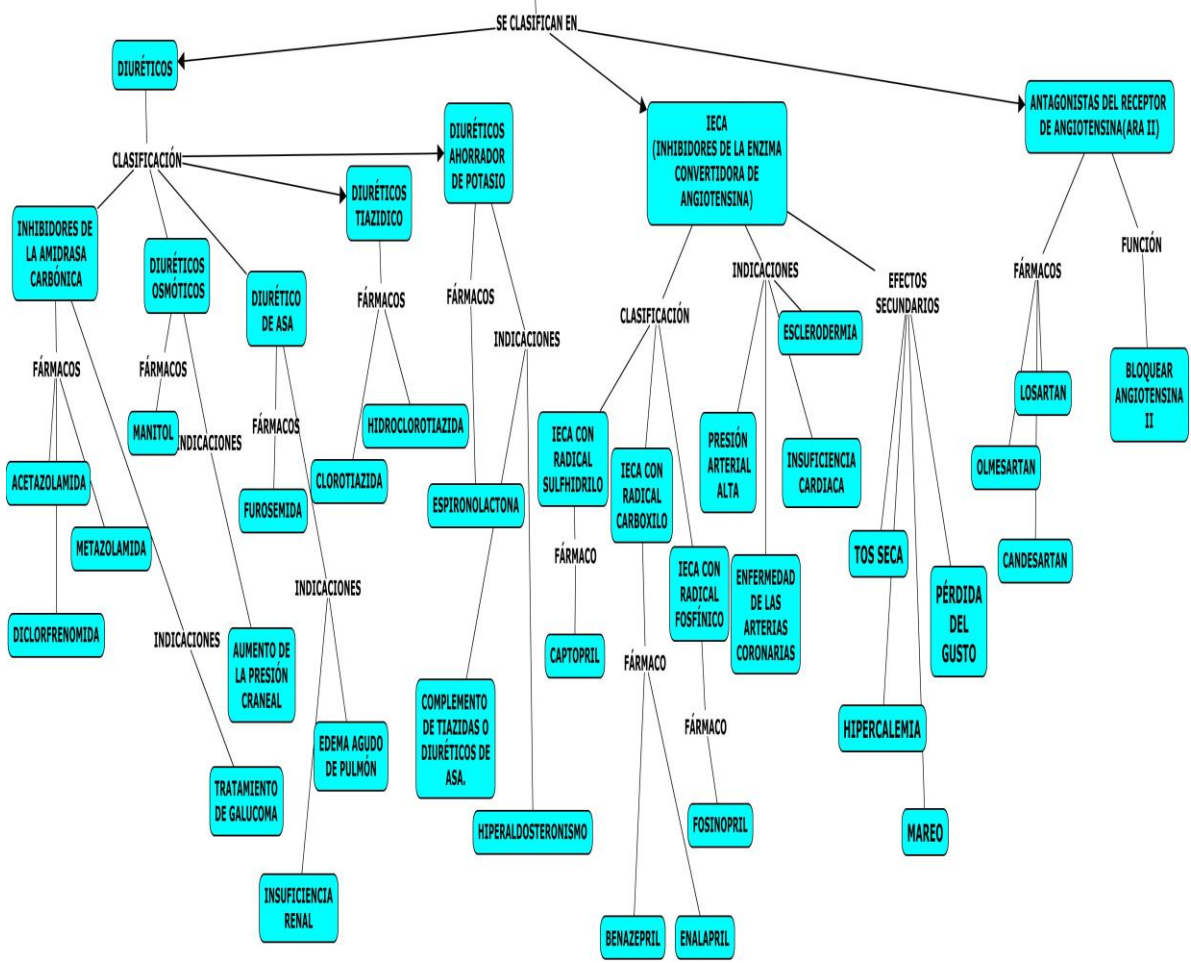 SE CLASIFICAN EN
DIURÉTICOS
CLASIFICACIÓN
INHIBIDORES DE
LA AMIDRASA
CARBÓNICA
FÁRMACOS
ACETAZOLAMIDA
METAZOLAMIDA
DICLORFRENOMIDA
INDICACIONES
TRATAMIENTO
DE GALUCOMA
DIURÉTICOS
OSMÓTICOS
FÁRMACOS
MANITOL
INDICACIONES
AUMENTO DE
LA PRESIÓN
CRANEAL
DIURÉTICO
DE ASA
FÁRMACOS
FUROSEMIDA
INDICACIONES
EDEMA AGUDO
DE PULMÓN
INSUFICIENCIA
RENAL
DIURÉTICOS
TIAZIDICO
FÁRMACOS
CLOROTIAZIDA
HIDROCLOROTIAZIDA
DIURÉTICOS
AHORRADOR
DE POTASIO
FÁRMACOS
ESPIRONOLACTONA
INDICACIONES
COMPLEMENTO
DE TIAZIDAS O
DIURÉTICOS DE
ASA.
HIPERALDOSTERONISMO
IECA
(INHIBIDORES DE LA ENZIMA
CONVERTIDORA DE
ANGIOTENSINA)
CLASIFICACIÓN
IECA CON
RADICAL
SULFHIDRILO
FÁRMACO
CAPTOPRIL
IECA CON
RADICAL
CARBOXILO
FÁRMACO
BENAZEPRIL
ENALAPRIL
IECA CON
RADICAL
FOSFÍNICO
FÁRMACO
FOSINOPRIL
INDICACIONES
ESCLERODERMIA
PRESIÓN
ARTERIAL
ALTA
INSUFICIENCIA
CARDIACA
ENFERMEDAD
DE LAS
ARTERIAS
CORONARIAS
EFECTOS
SECUNDARIOS
TOS SECA
PÉRDIDA
DEL
GUSTO
HIPERCALEMIA
MAREO
ANTAGONISTAS DEL RECEPTOR
DE ANGIOTENSINA(ARA II)
FÁRMACOS
LOSARTAN
OLMESARTAN
CANDESARTAN
FUNCIÓN
BLOQUEAR
ANGIOTENSINA
II